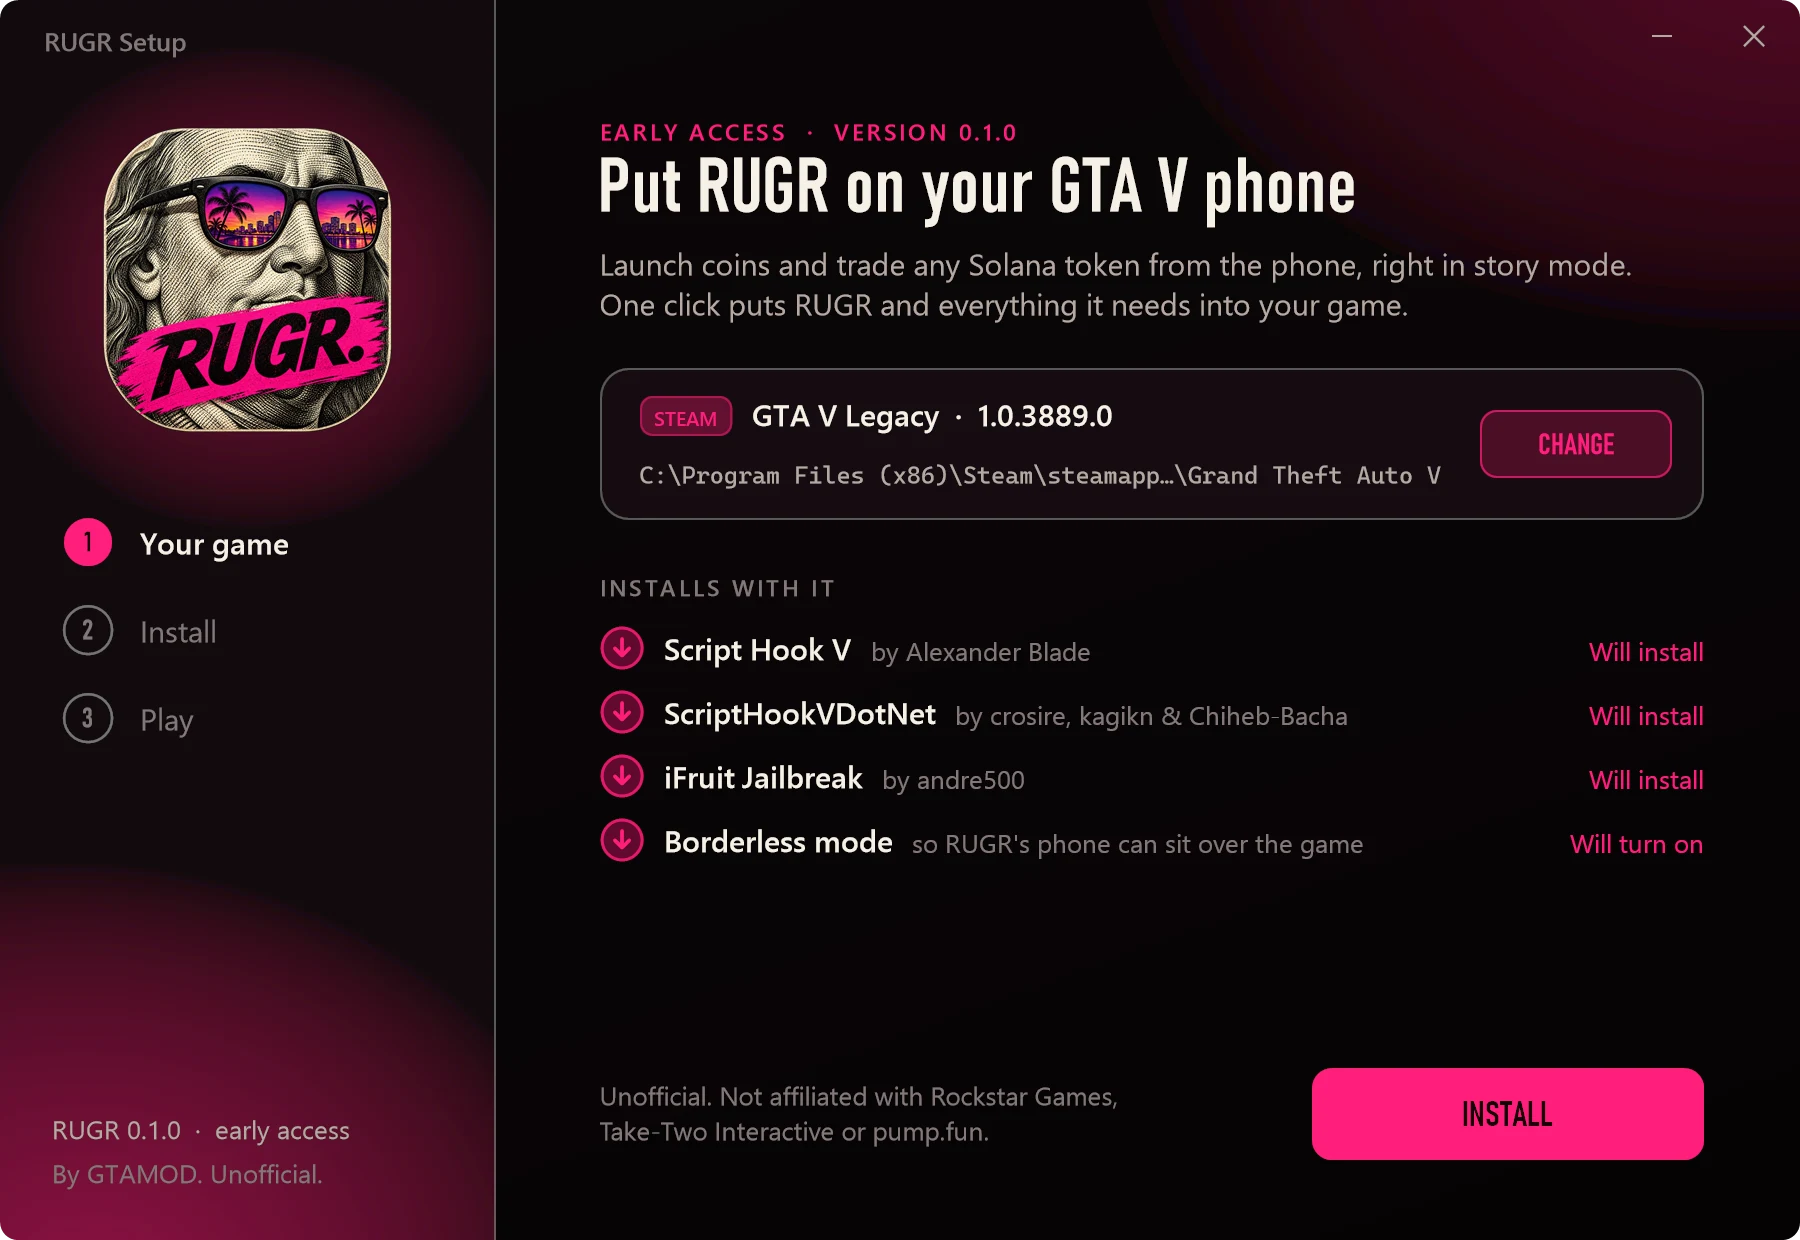 RUGR Setup
RUGR.
1 Your game
2 Install
3 Play
RUGR 0.1.0 · early access
By GTAMOD. Unofficial.
EARLY ACCESS · VERSION 0.1.0
Put RUGR on your GTA V phone
Launch coins and trade any Solana token from the phone, right in story mode.
One click puts RUGR and everything it needs into your game.
STEAM GTA V Legacy · 1.0.3889.0
C:\Program Files (x86)\Steam\steamapp…\Grand Theft Auto V
CHANGE
INSTALLS WITH IT
Script Hook V by Alexander Blade Will install
ScriptHookVDotNet by crosire, kagikn & Chiheb-Bacha Will install
iFruit Jailbreak by andre500 Will install
Borderless mode so RUGR's phone can sit over the game Will turn on
Unofficial. Not affiliated with Rockstar Games,
Take-Two Interactive or pump.fun.
INSTALL